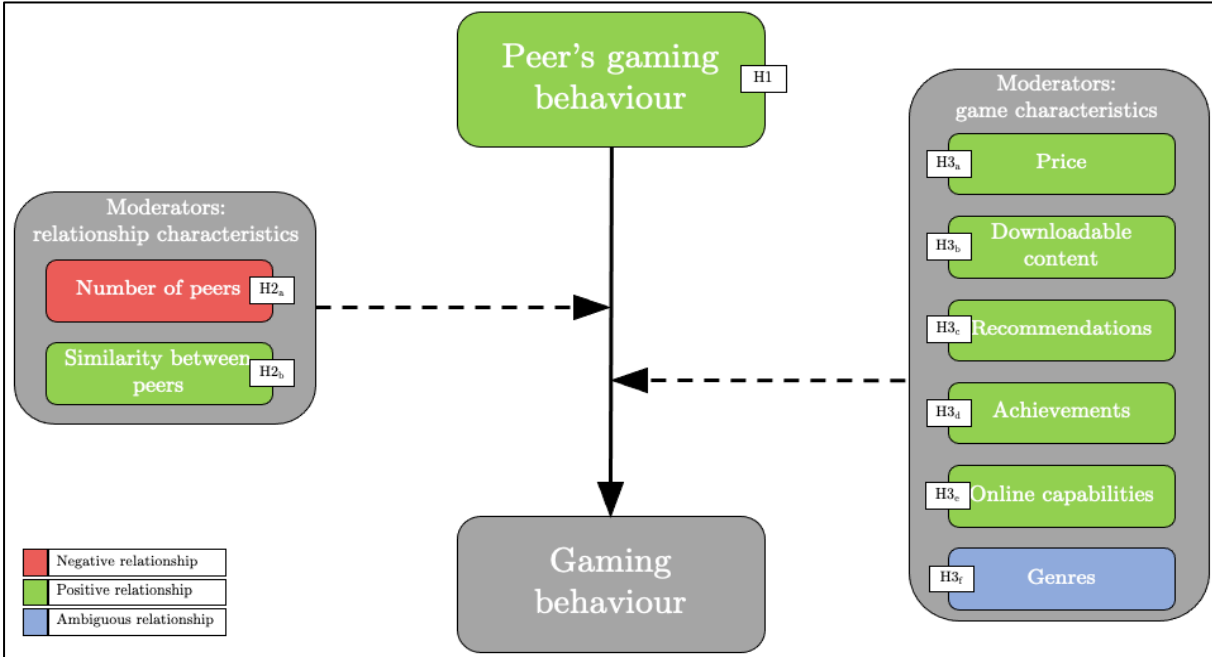 Peer's gaming
behaviour
H1
Moderators:
relationship characteristics
Number of peers
H2a
Similarity between
peers
H2b
Moderators:
game characteristics
H3a
Price
H3b
Downloadable
content
H3c
Recommendations
H3d
Achievements
H3e
Online capabilities
H3f
Genres
Gaming
behaviour
Negative relationship
Positive relationship
Ambiguous relationship